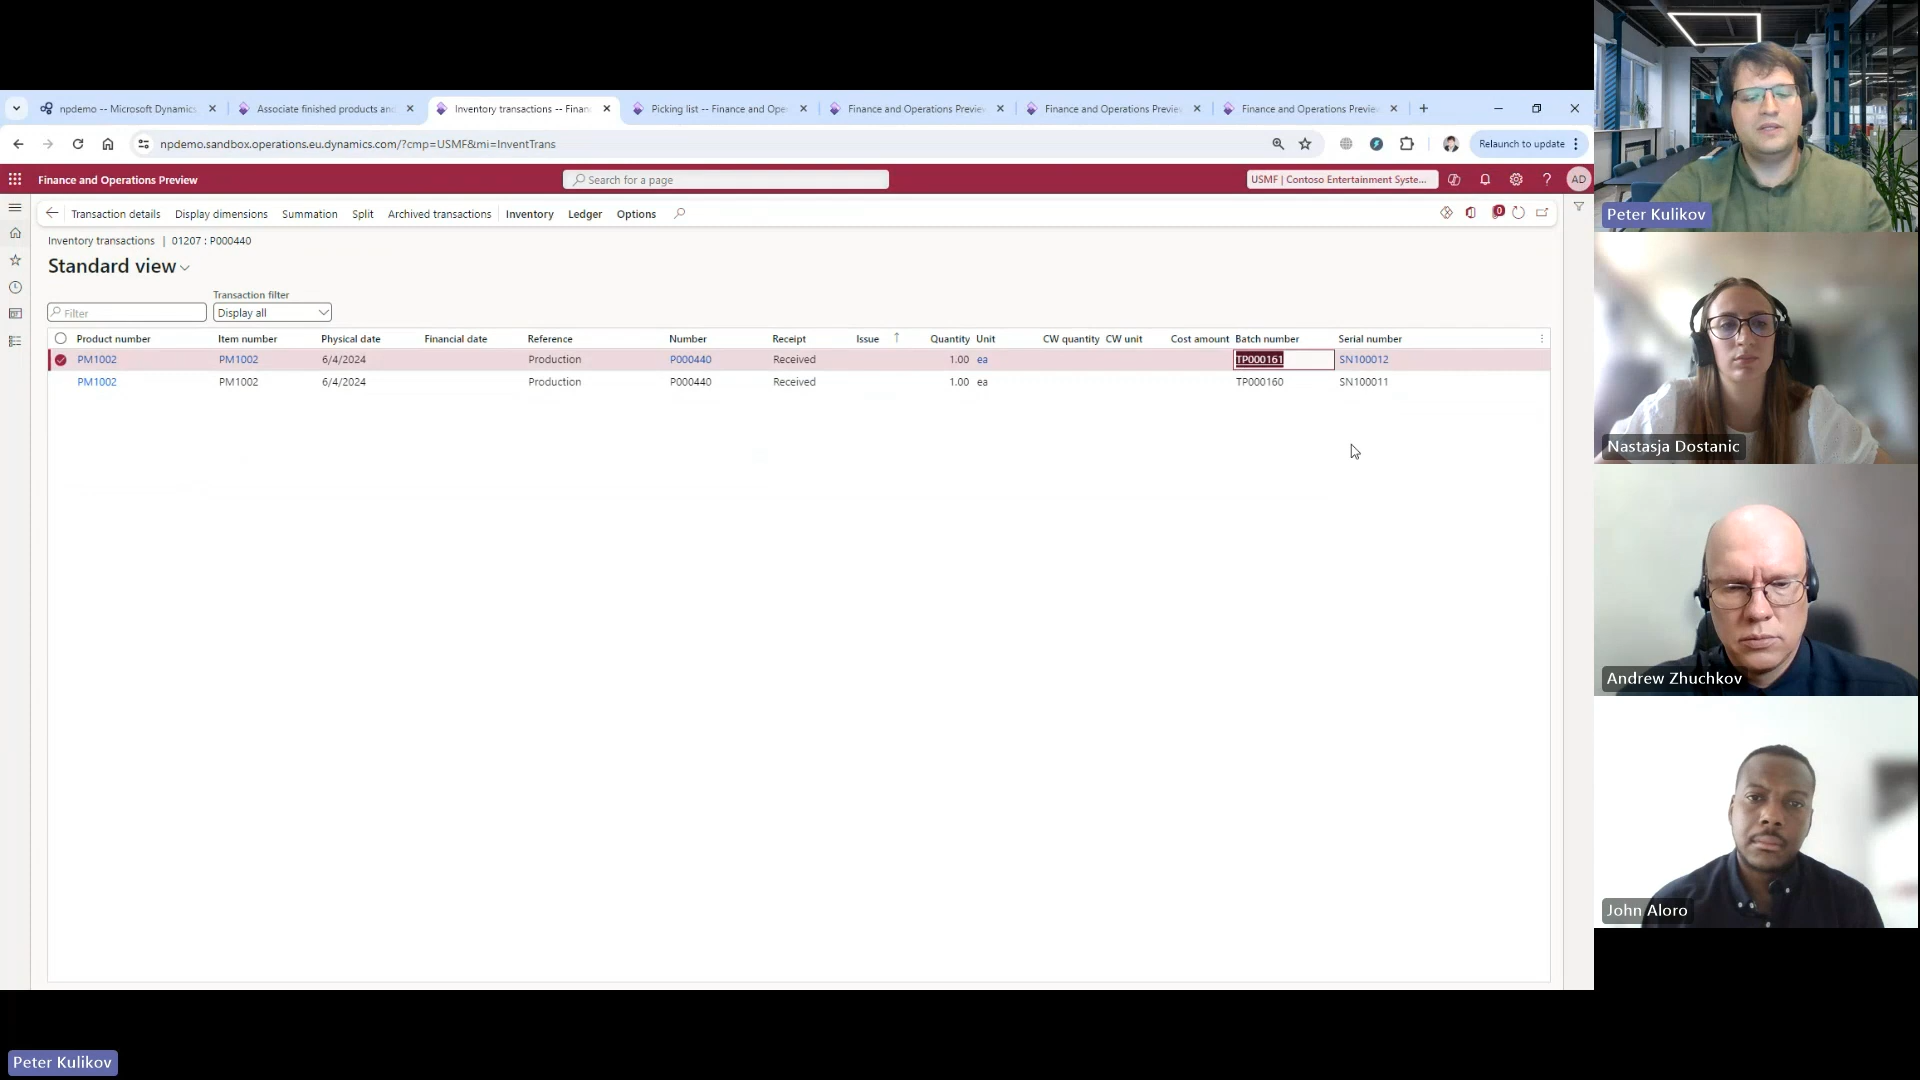 npdemo -- Microsoft Dynamics
Associate finished products and
Inventory transactions -- Finan
Picking list -- Finance and Ope
Finance and Operations Preview
Finance and Operations Preview
Finance and Operations Preview
npdemo.sandbox.operations.eu.dynamics.com/?cmp=USMF&mi=InventTrans
Relaunch to update
Finance and Operations Preview
Search for a page
USMF | Contoso Entertainment Syste...
AD
Transaction details Display dimensions Summation Split Archived transactions Inventory Ledger Options
0
Inventory transactions | 01207 : P000440
Standard view
Transaction filter
Filter
Display all
Product number Item number Physical date Financial date Reference Number Receipt Issue Quantity Unit CW quantity CW unit Cost amount Batch number Serial number
PM1002 PM1002 6/4/2024 Production P000440 Received 1.00 ea TP000161 SN100012
PM1002 PM1002 6/4/2024 Production P000440 Received 1.00 ea TP000160 SN100011
Peter Kulikov
Nastasja Dostanic
Andrew Zhuchkov
John Aloro
Peter Kulikov